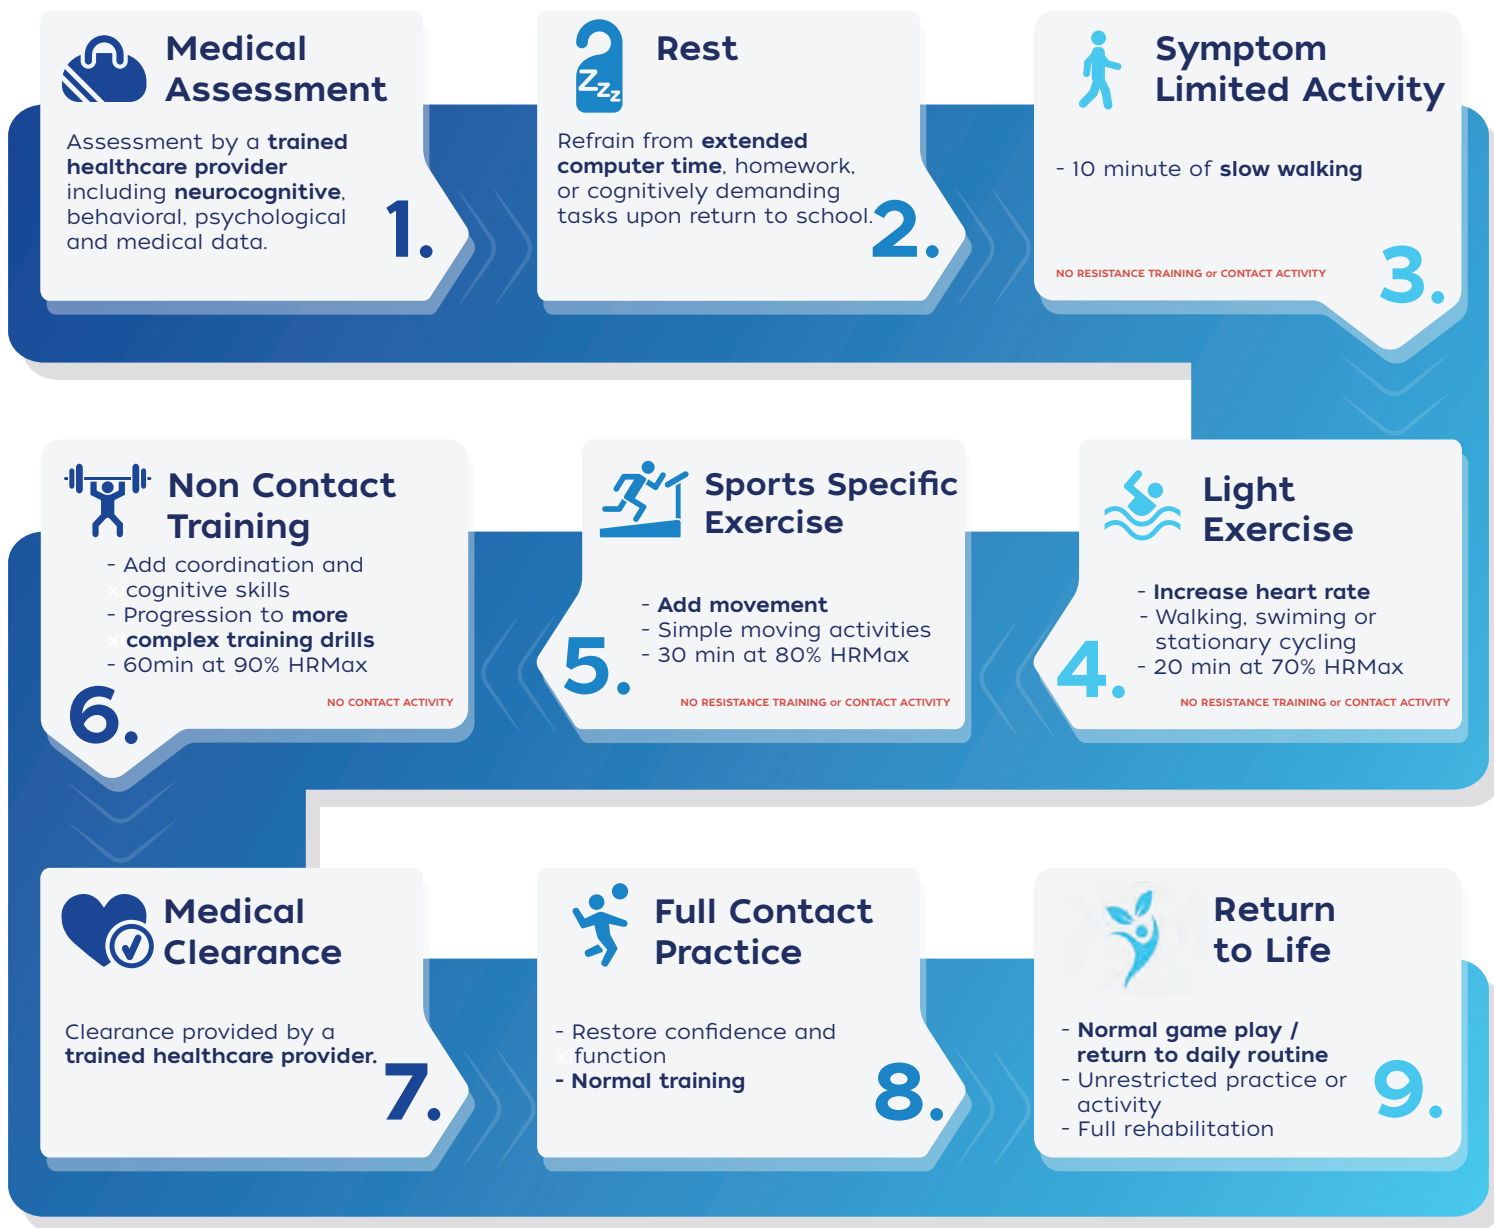 Medical
Assessment
Assessment by a trained
healthcare provider
including neurocognitive,
behavioral, psychological
and medical data.
1.
Rest
Zzz
Refrain from extended
computer time, homework,
or cognitively demanding
tasks upon return to school.
2.
Symptom
Limited Activity
- 10 minute of slow walking
NO RESISTANCE TRAINING or CONTACT ACTIVITY
3.
Light
Exercise
- Increase heart rate
- Walking, swiming or
stationary cycling
- 20 min at 70% HRMax
4.
NO RESISTANCE TRAINING or CONTACT ACTIVITY
Sports Specific
Exercise
- Add movement
- Simple moving activities
- 30 min at 80% HRMax
5.
NO RESISTANCE TRAINING or CONTACT ACTIVITY
Non Contact
Training
- Add coordination and
cognitive skills
- Progression to more
complex training drills
- 60min at 90% HRMax
6.
NO CONTACT ACTIVITY
Medical
Clearance
Clearance provided by a
trained healthcare provider.
7.
Full Contact
Practice
- Restore confidence and
function
- Normal training
8.
Return
to Life
- Normal game play /
return to daily routine
- Unrestricted practice or
activity
- Full rehabilitation
9.